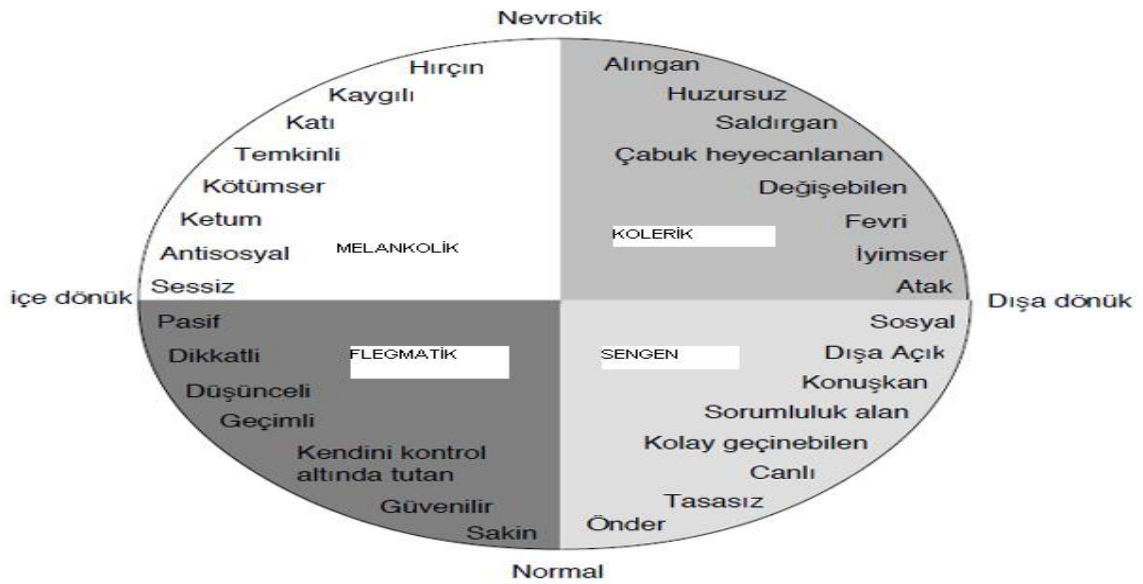 Nevrotik
Hırçın
Kaygılı
Katı
Temkinli
Kötümser
Ketum
Antisosyal
MELANKOLİK
Sessiz
Alıngan
Huzursuz
Saldırgan
Çabuk heyecanlanan
Değişebilen
Fevri
KOLERİK
İyimser
Atak
içe dönük
Dışa dönük
Pasif
Dikkatli
FLEGMATİK
Düşünceli
Geçimli
Kendini kontrol
altında tutan
Güvenilir
Sakin
Sosyal
SENGEN
Dışa Açık
Konuşkan
Sorumluluk alan
Kolay geçinebilen
Canlı
Tasasız
Önder
Normal